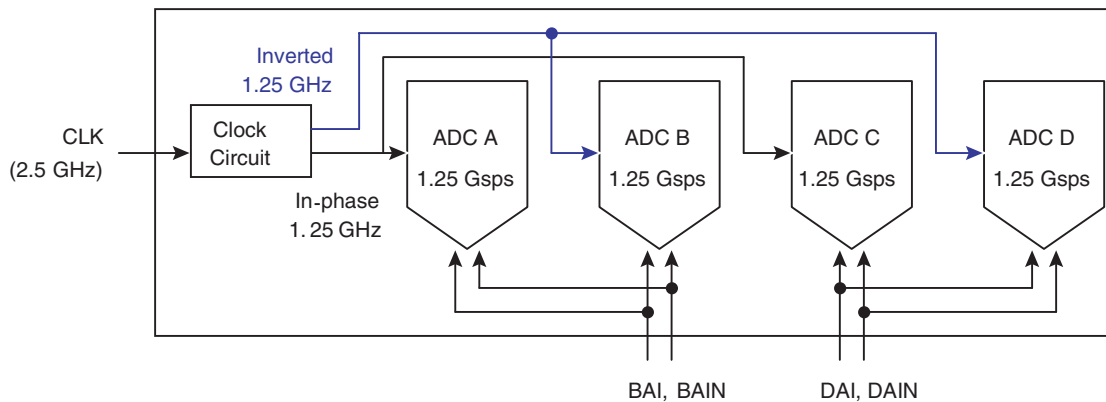 Inverted
1.25 GHz
CLK
(2.5 GHz)
Clock
Circuit
In-phase
1. 25 GHz
ADC A
1.25 Gsps
ADC B
1.25 Gsps
ADC C
1.25 Gsps
ADC D
1.25 Gsps
BAI, BAIN
DAI, DAIN